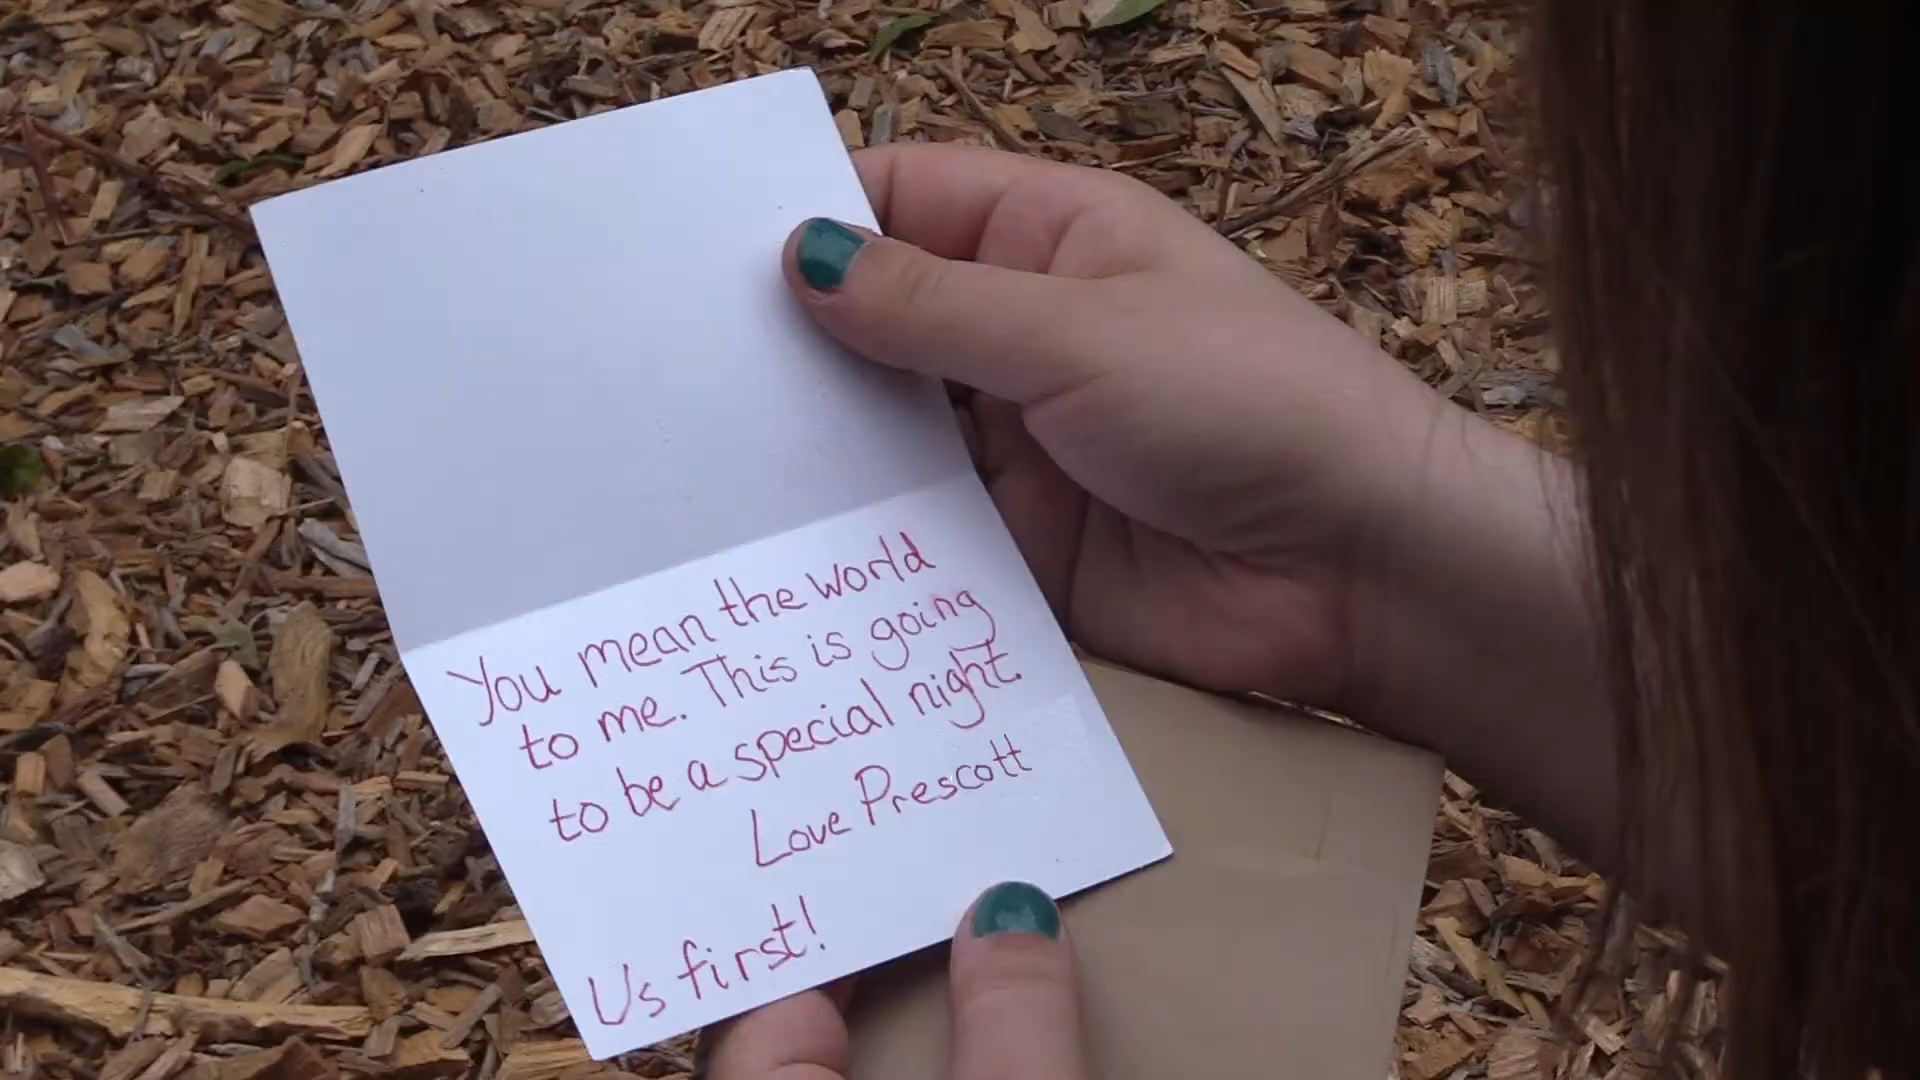 You mean the world
to me. This is going
to be a special night.
Love Prescott
Us first!